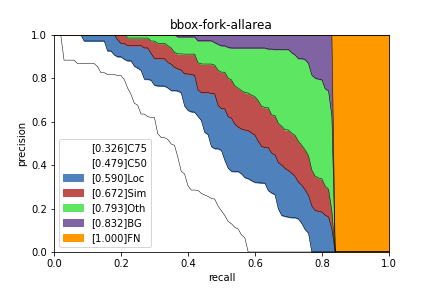 bbox-fork-allarea
precision
1.0
0.8
0.6
0.4
0.2
0.0
[0.326]C75
[0.479]C50
[0.590]Loc
[0.672]Sim
[0.793]Oth
[0.832]BG
[1.000]FN
0.0 0.2 0.4 0.6 0.8 1.0
recall